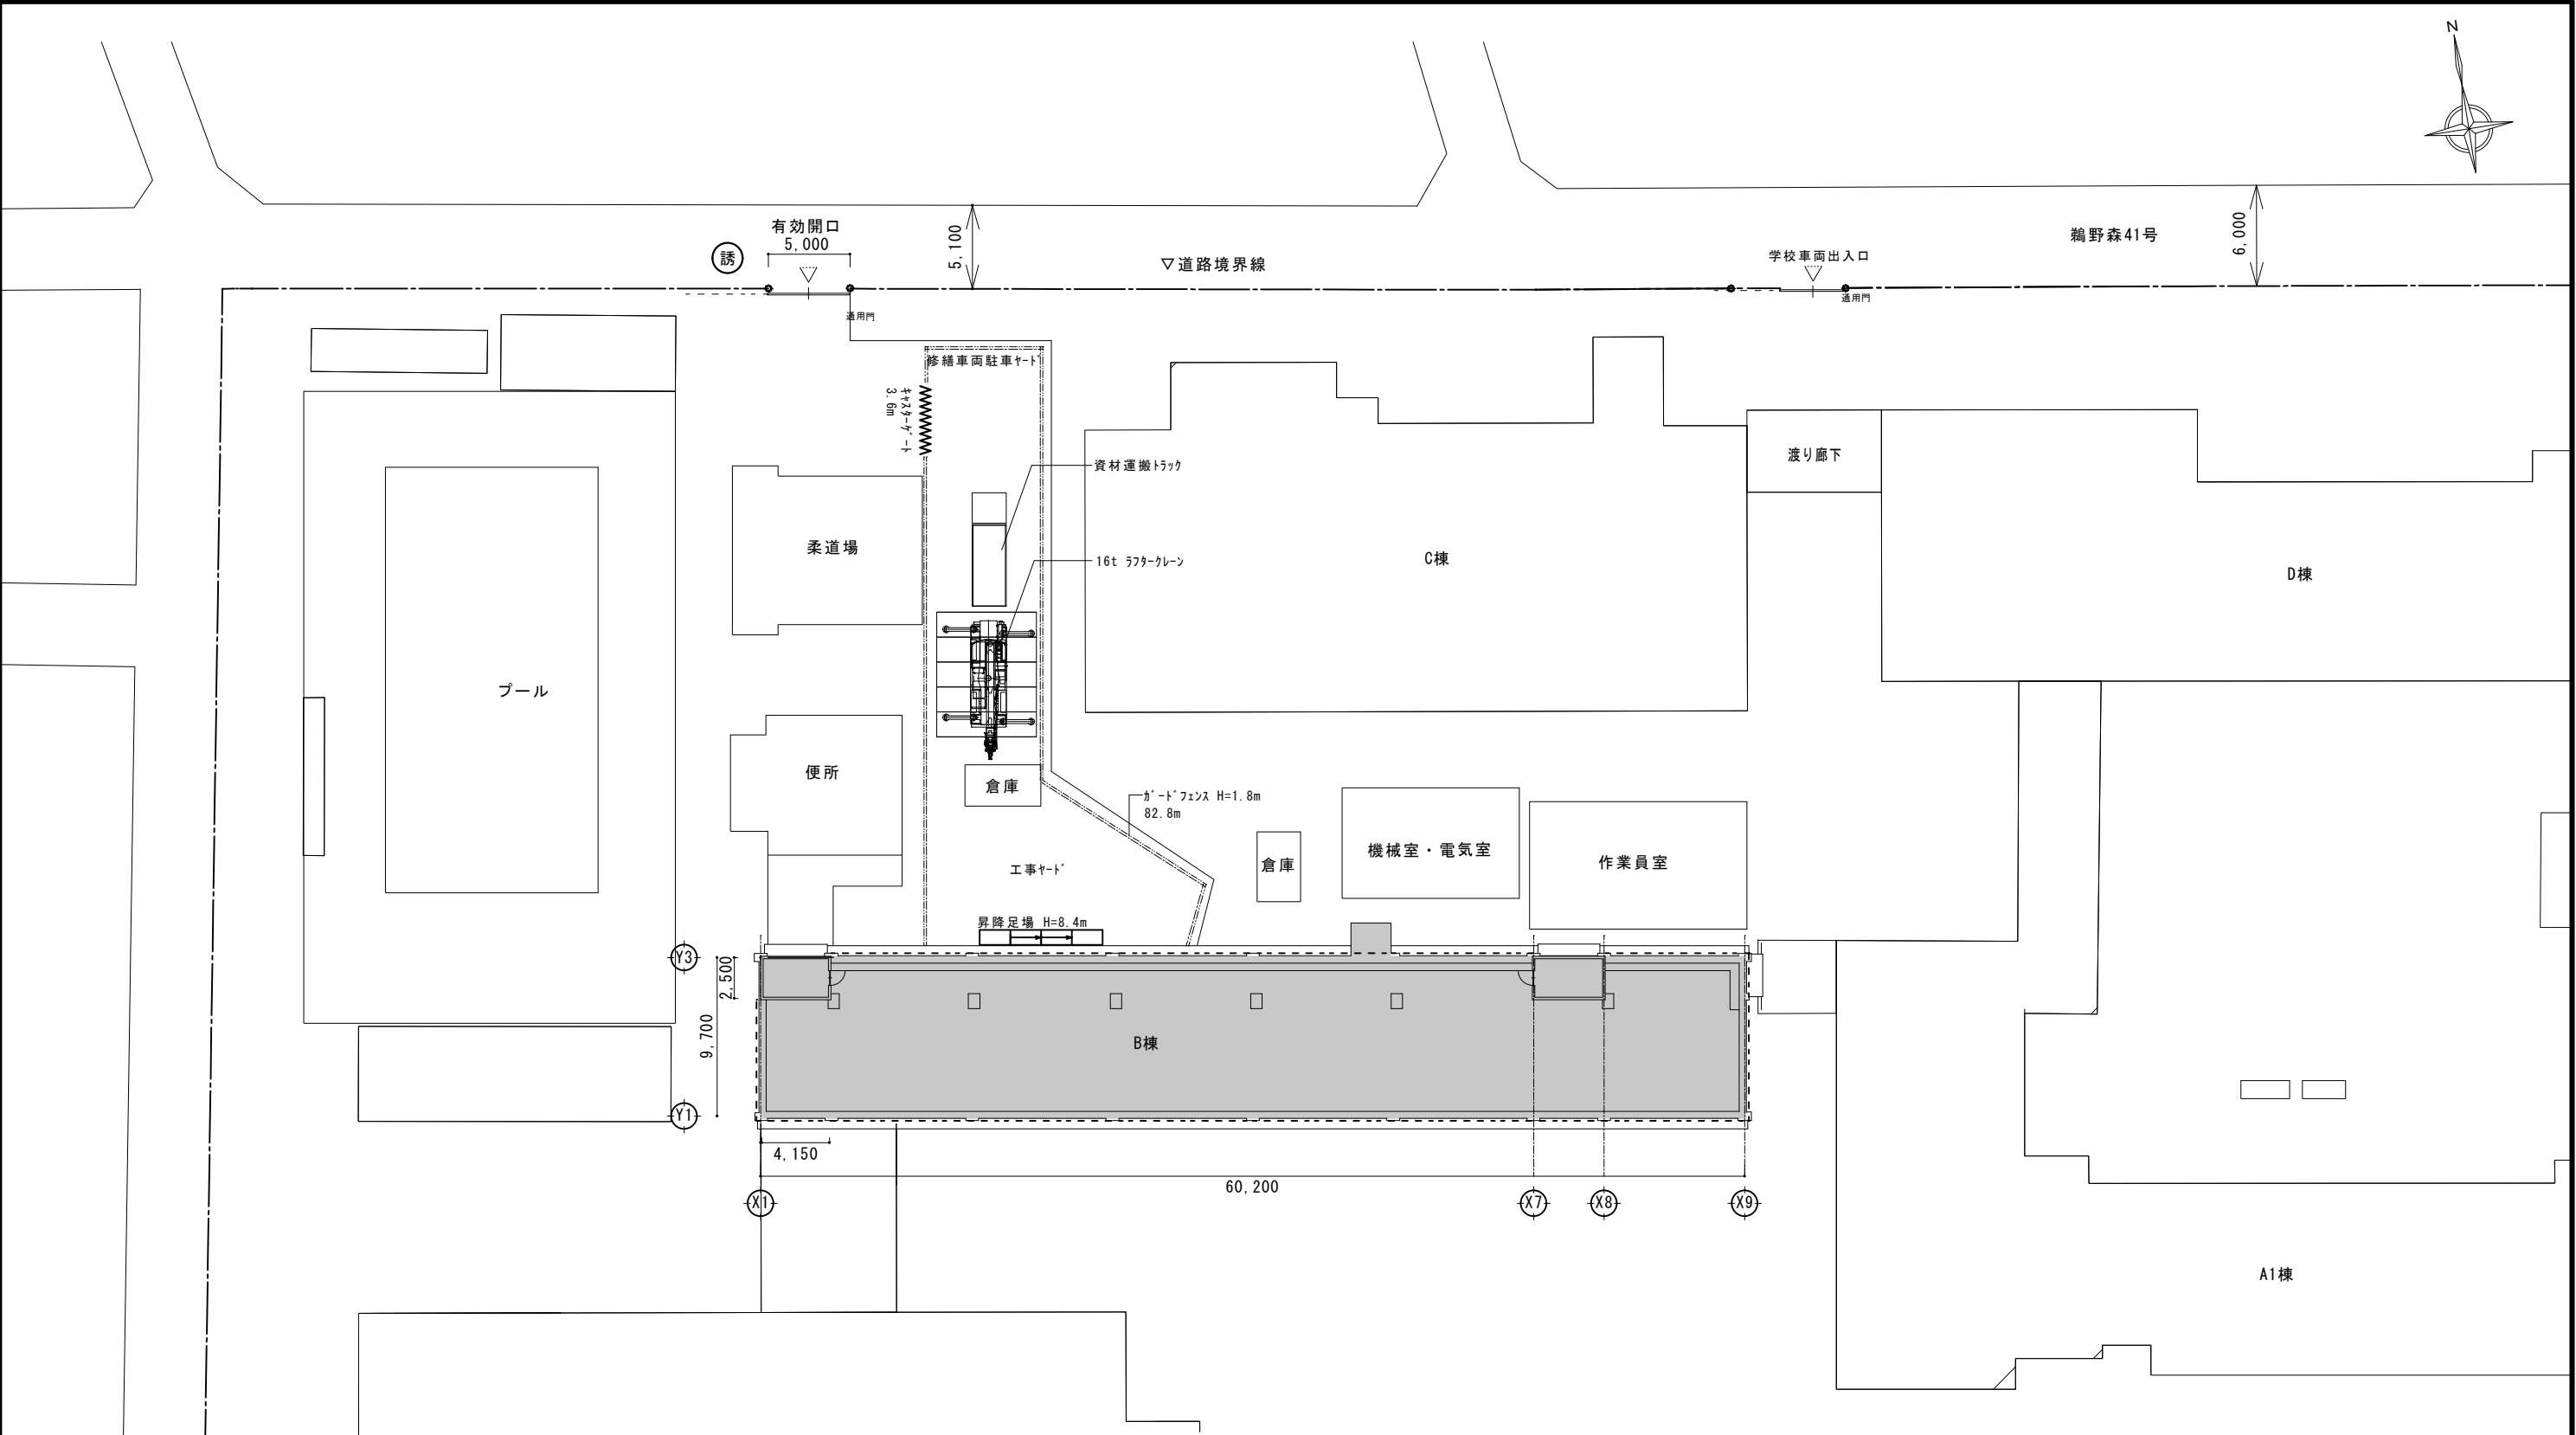 N
有効開口
5,000
誘
5,100
▽道路境界線
鵜野森41号
6,000
学校車両出入口
通用門
通用門
修繕車両駐車ﾔｰﾄﾞ
ｷｬｽﾀｰｹﾞｰﾄ
3.6m
資材運搬ﾄﾗｯｸ
渡り廊下
柔道場
16t ﾗﾌﾀｰｸﾚｰﾝ
C棟
D棟
プール
便所
倉庫
ｶﾞｰﾄﾞﾌｪﾝｽ H=1.8m
82.8m
工事ﾔｰﾄﾞ
倉庫
機械室・電気室
作業員室
昇降足場 H=8.4m
Y3
2,500
9,700
B棟
Y1
4,150
60,200
X1
X7
X8
X9
A1棟